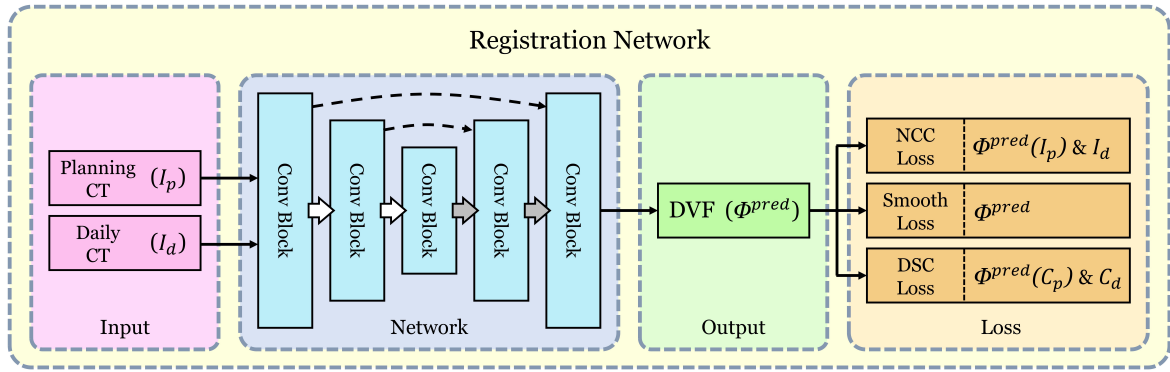 Registration Network
Planning
CT (I_p)
Daily
CT (I_d)
Input
Conv Block
Conv Block
Conv Block
Conv Block
Conv Block
Network
DVF (Φ^pred)
Output
NCC
Loss
Φ^pred(I_p) & I_d
Smooth
Loss
Φ^pred
DSC
Loss
Φ^pred(C_p) & C_d
Loss